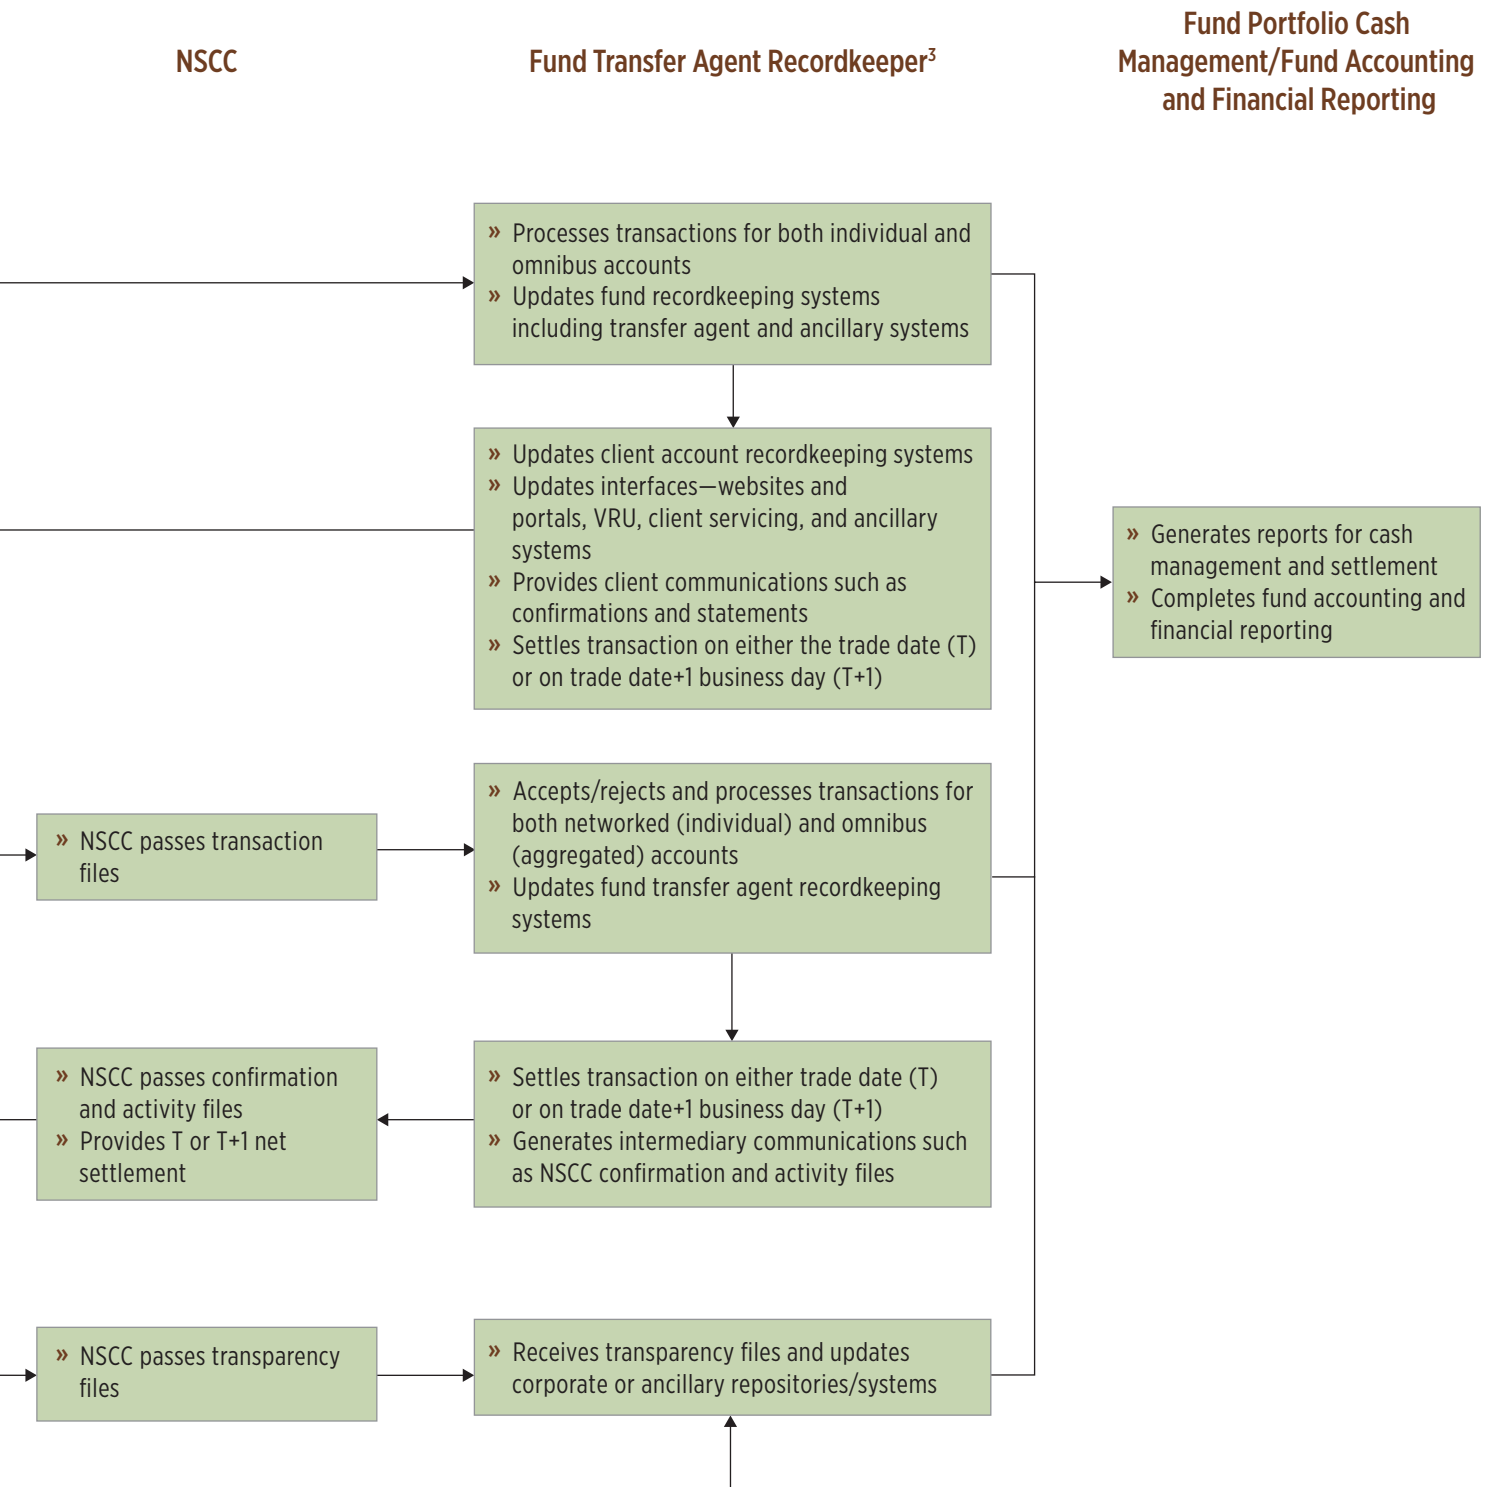 NSCC
Fund Transfer Agent Recordkeeper³
Fund Portfolio Cash
Management/Fund Accounting
and Financial Reporting
» Processes transactions for both individual and
omnibus accounts
» Updates fund recordkeeping systems
including transfer agent and ancillary systems
» Updates client account recordkeeping systems
» Updates interfaces—websites and
portals, VRU, client servicing, and ancillary
systems
» Provides client communications such as
confirmations and statements
» Settles transaction on either the trade date (T)
or on trade date+1 business day (T+1)
» Generates reports for cash
management and settlement
» Completes fund accounting and
financial reporting
» NSCC passes transaction
files
» Accepts/rejects and processes transactions for
both networked (individual) and omnibus
(aggregated) accounts
» Updates fund transfer agent recordkeeping
systems
» NSCC passes confirmation
and activity files
» Provides T or T+1 net
settlement
» Settles transaction on either trade date (T)
or on trade date+1 business day (T+1)
» Generates intermediary communications such
as NSCC confirmation and activity files
» NSCC passes transparency
files
» Receives transparency files and updates
corporate or ancillary repositories/systems